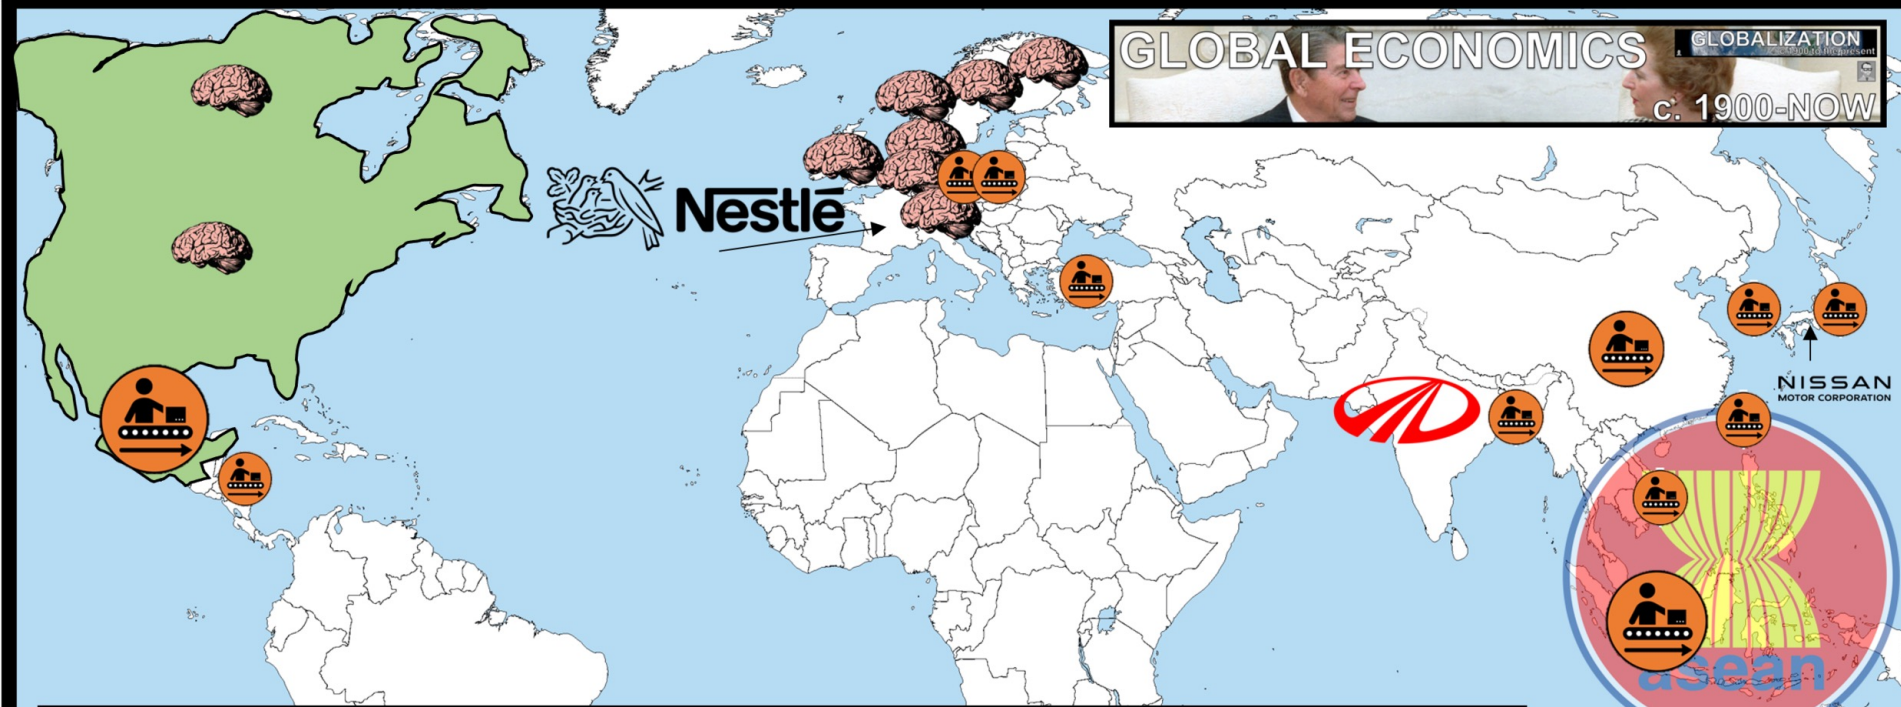 GLOBAL ECONOMICS
GLOBALIZATION
c. 1900-NOW
Nestlé
NISSAN
MOTOR CORPORATION
asean